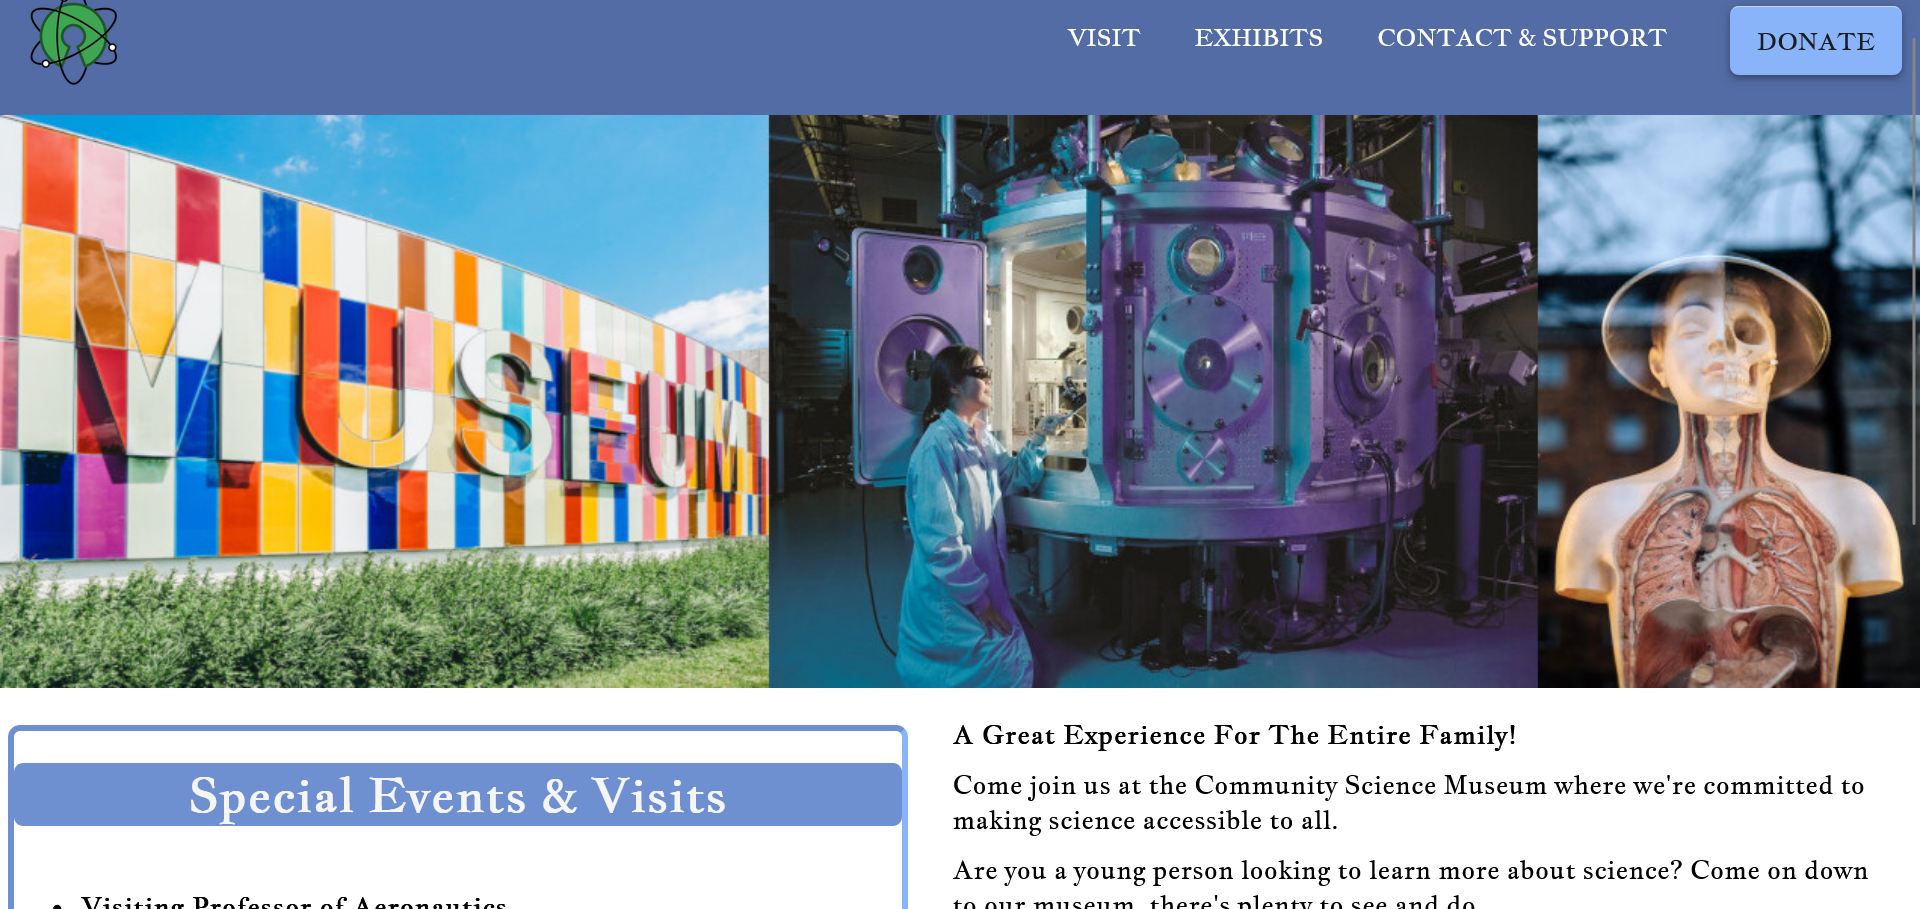 VISIT EXHIBITS CONTACT & SUPPORT DONATE
MUSEUM
Special Events & Visits
Visiting Professor of Aeronautics
A Great Experience For The Entire Family!
Come join us at the Community Science Museum where we're committed to
making science accessible to all.
Are you a young person looking to learn more about science? Come on down
to our museum, there's plenty to see and do.